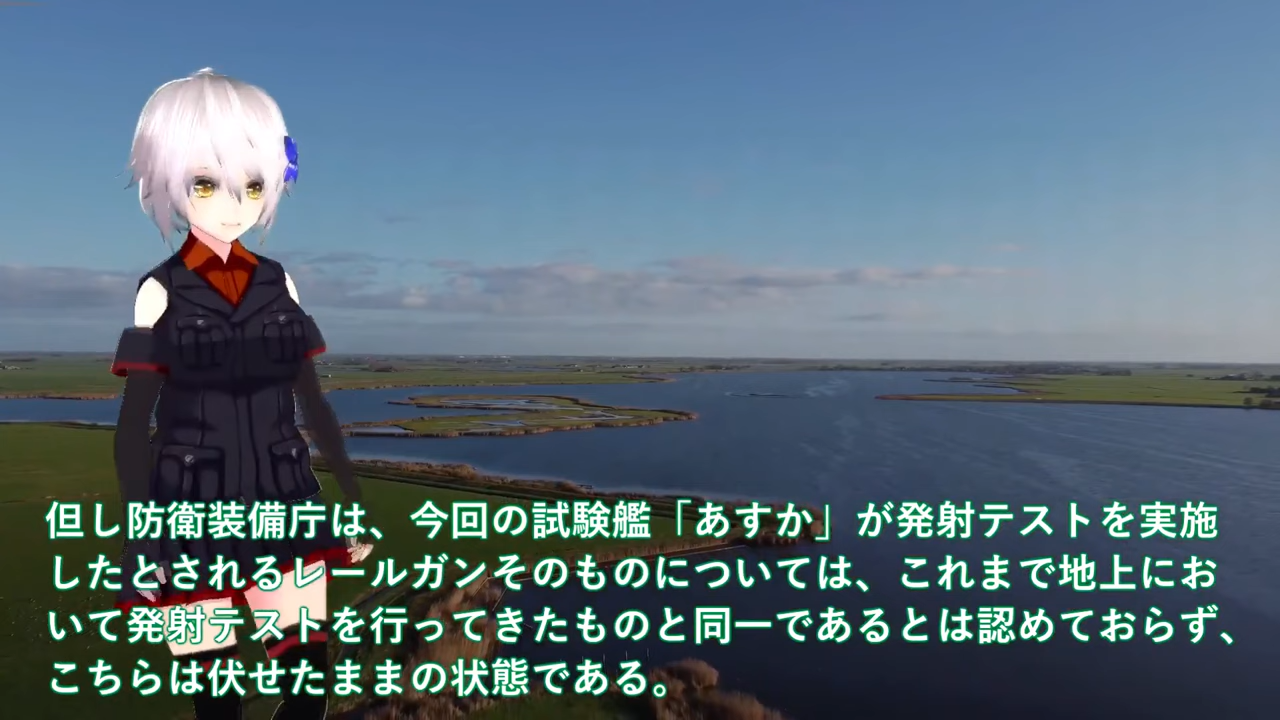 但し防衛装備庁は、今回の試験艦「あすか」が発射テストを実施
したとされるレールガンそのものについては、これまで地上にお
いて発射テストを行ってきたものと同一であるとは認めておらず、
こちらは伏せたままの状態である。